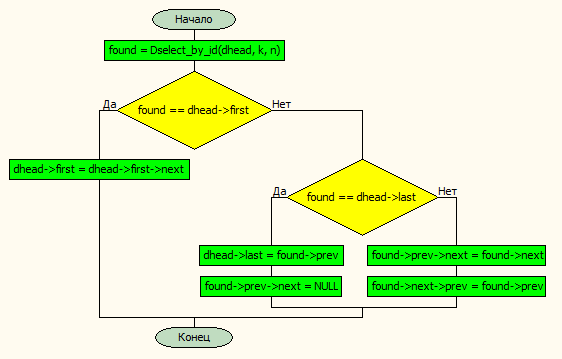 Начало
found = Dselect_by_id(dhead, k, n)
found == dhead->first
Да
Нет
dhead->first = dhead->first->next
found == dhead->last
Да
Нет
dhead->last = found->prev
found->prev->next = NULL
found->prev->next = found->next
found->next->prev = found->prev
Конец